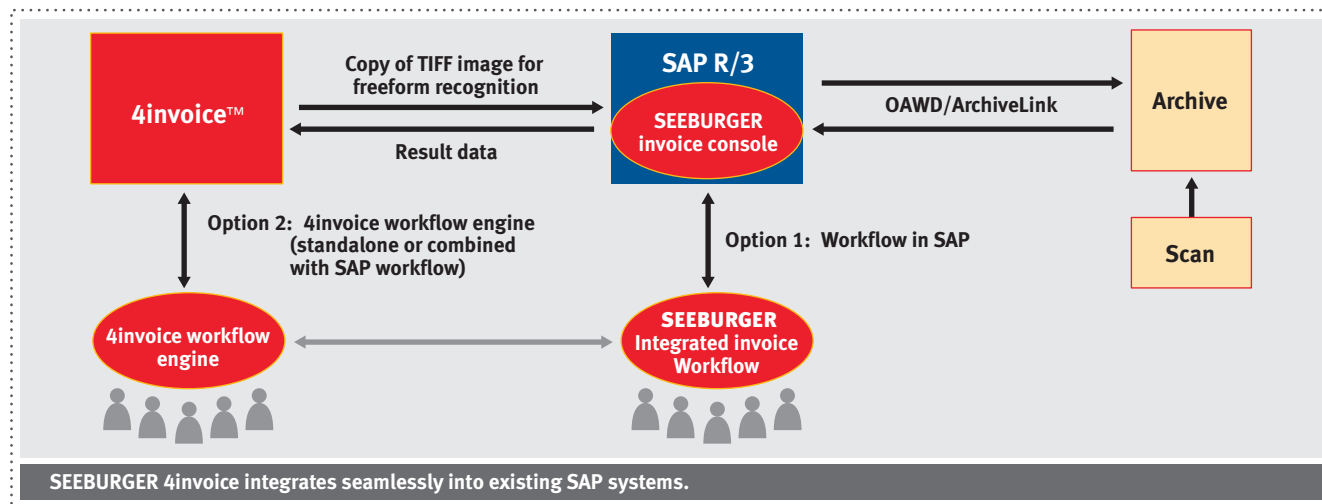 4invoice™
Copy of TIFF image for
freeform recognition
Result data
SAP R/3
SEEBURGER
invoice console
OAWD/ArchiveLink
Archive
Scan
Option 2: 4invoice workflow engine
(standalone or combined
with SAP workflow)
Option 1: Workflow in SAP
4invoice workflow
engine
SEEBURGER
Integrated invoice
Workflow
SEEBURGER 4invoice integrates seamlessly into existing SAP systems.